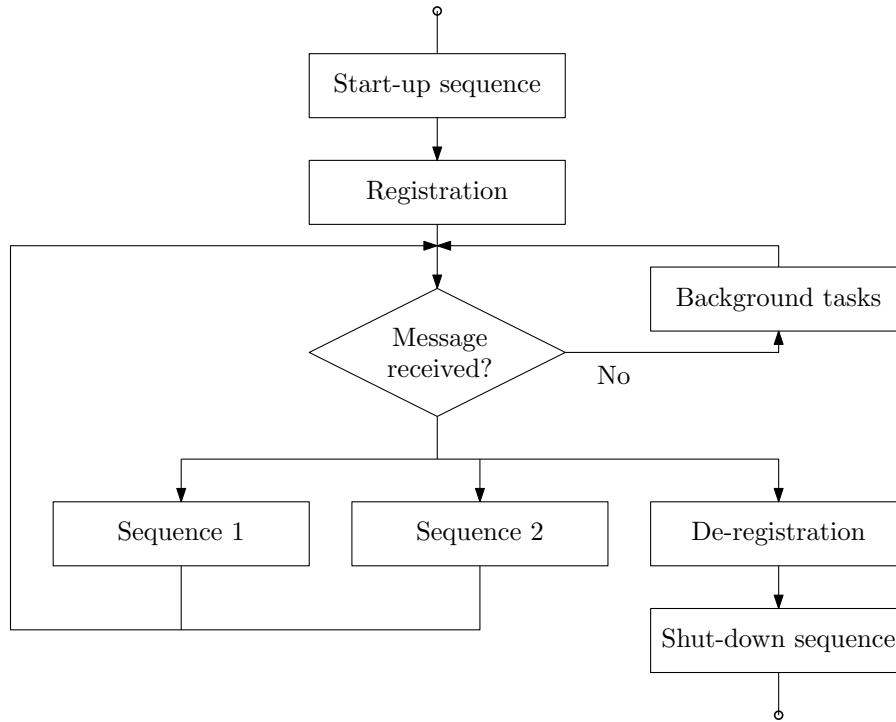 Start-up sequence
Registration
Background tasks
Message
received?
No
Sequence 1
Sequence 2
De-registration
Shut-down sequence